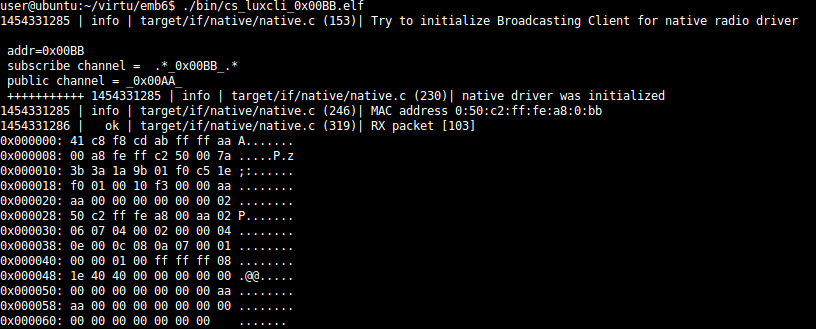 user@ubuntu:~/virtu/emb6$ ./bin/cs_luxcli_0x00BB.elf
1454331285 | info | target/if/native/native.c (153)| Try to initialize Broadcasting Client for native radio driver
addr=0x00BB
subscribe channel =  .*_0x00BB_.*
public channel = _0x00AA_
+++++++++++ 1454331285 | info | target/if/native/native.c (230)| native driver was initialized
1454331285 | info | target/if/native/native.c (246)| MAC address 0:50:c2:ff:fe:a8:0:bb
1454331286 |   ok | target/if/native/native.c (319)| RX packet [103]
0x000000: 41 c8 f8 cd ab ff ff aa A.......
0x000008: 00 a8 fe ff c2 50 00 7a .....P.z
0x000010: 3b 3a 1a 9b 01 f0 c5 1e ;:......
0x000018: f0 01 00 10 f3 00 00 aa ........
0x000020: aa 00 00 00 00 00 00 02 ........
0x000028: 50 c2 ff fe a8 00 aa 02 P.......
0x000030: 06 07 04 00 02 00 00 04 ........
0x000038: 0e 00 0c 08 0a 07 00 01 ........
0x000040: 00 00 01 00 ff ff ff 08 ........
0x000048: 1e 40 40 00 00 00 00 00 .@@.....
0x000050: 00 00 00 00 00 00 00 aa ........
0x000058: aa 00 00 00 00 00 00 00 ........
0x000060: 00 00 00 00 00 00 00    .......